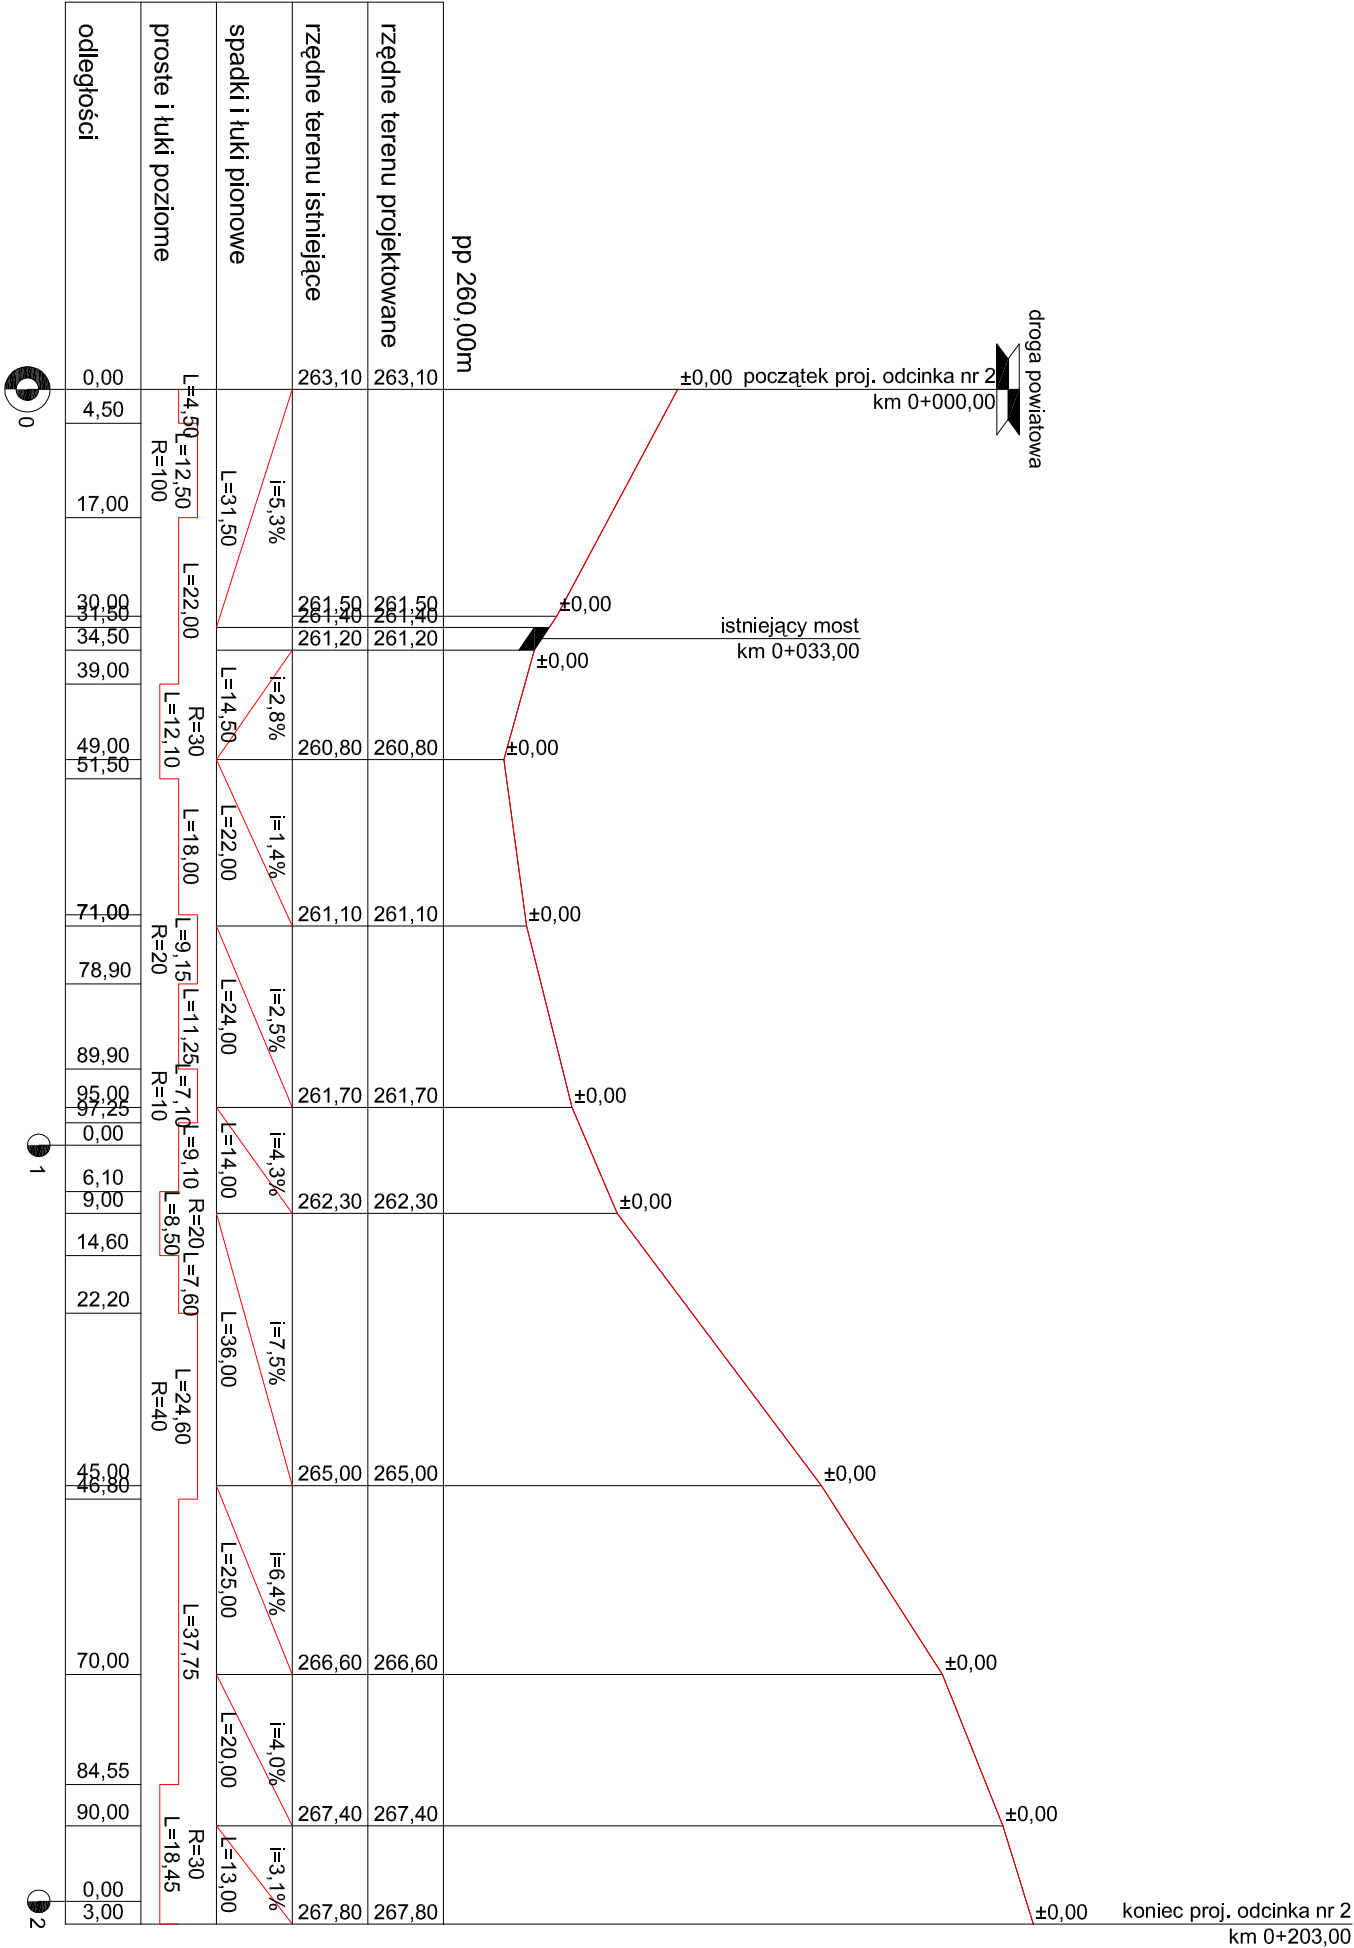 droga powiatowa
±0,00 początek proj. odcinka nr 2
km 0+000,00
±0,00
istniejący most
km 0+033,00
±0,00
±0,00
±0,00
±0,00
±0,00
±0,00
±0,00
±0,00
±0,00 koniec proj. odcinka nr 2
km 0+203,00
pp 260,00m
rzędne terenu projektowane
263,10
261,50
261,40
261,20
260,80
261,10
261,70
262,30
265,00
266,60
267,40
267,80
rzędne terenu istniejące
263,10
261,50
261,40
261,20
260,80
261,10
261,70
262,30
265,00
266,60
267,40
267,80
spadki i łuki pionowe
i=5,3%
L=31,50
i=2,8%
L=14,50
i=1,4%
L=22,00
i=2,5%
L=24,00
i=4,3%
L=14,00
i=7,5%
L=36,00
i=6,4%
L=25,00
i=4,0%
L=20,00
i=3,1%
L=13,00
proste i łuki poziome
L=4,50
L=12,50
R=100
L=22,00
R=30
L=12,10
L=18,00
L=9,15
R=20
L=11,25
L=7,10
R=10
L=9,10
R=20
L=8,50
L=7,60
L=24,60
R=40
L=37,75
R=30
L=18,45
odległości
0,00
4,50
17,00
30,00
31,50
34,50
39,00
49,00
51,50
71,00
78,90
89,90
95,00
97,25
0,00
6,10
9,00
14,60
22,20
45,00
46,80
70,00
84,55
90,00
0,00
3,00
0
1
2